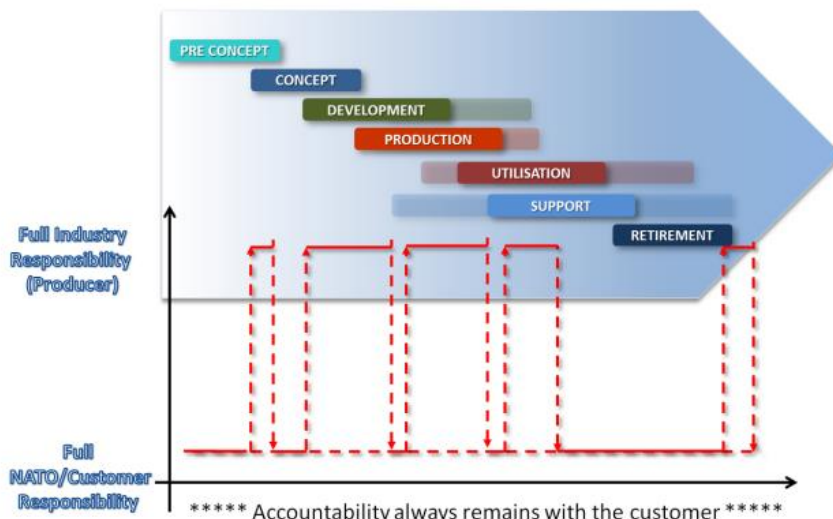 PRE CONCEPT
CONCEPT
DEVELOPMENT
PRODUCTION
UTILISATION
SUPPORT
RETIREMENT
Full Industry
Responsibility
(Producer)
Full
NATO/Customer
Responsibility
***** Accountability always remains with the customer *****